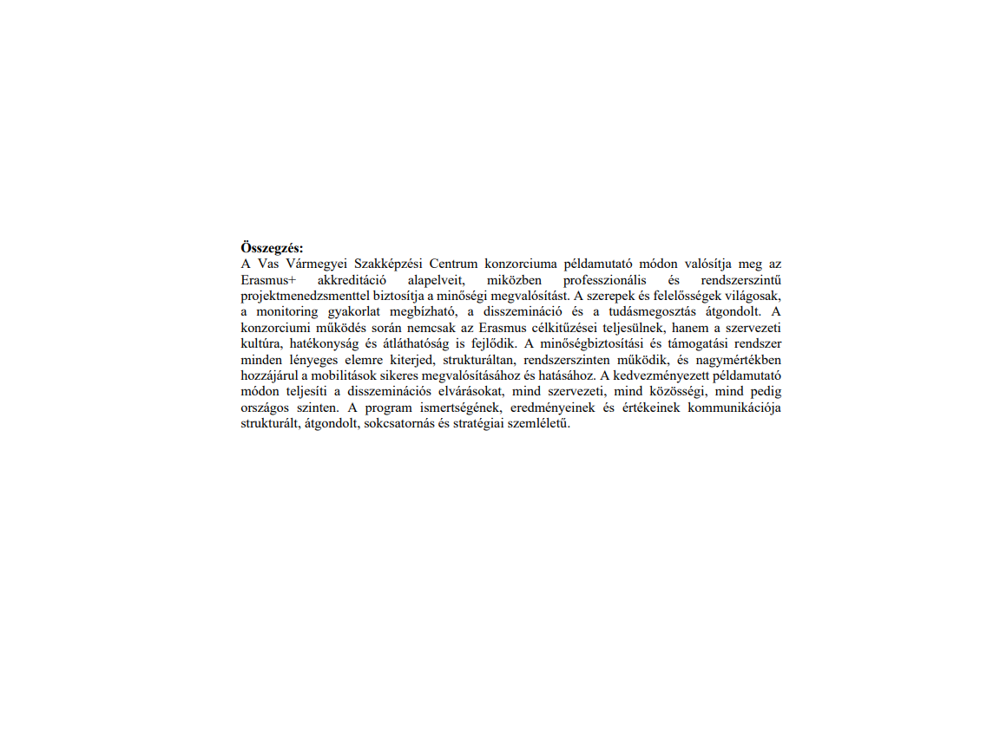 Összegzés:
A Vas Vármegyei Szakképzési Centrum konzorciuma példamutató módon valósítja meg az
Erasmus+ akkreditáció alapelveit, miközben professzionális és rendszerszintű
projektmenedzsmenttel biztosítja a minőségi megvalósítást. A szerepek és felelősségek világosak,
a monitoring gyakorlat megbízható, a disszemináció és a tudásmegosztás átgondolt. A
konzorciumi működés során nemcsak az Erasmus célkitűzései teljesülnek, hanem a szervezeti
kultúra, hatékonyság és átláthatóság is fejlődik. A minőségbiztosítási és támogatási rendszer
minden lényeges elemre kiterjed, strukturáltan, rendszerszinten működik, és nagymértékben
hozzájárul a mobilitások sikeres megvalósításához és hatásához. A kedvezményezett példamutató
módon teljesíti a disszeminációs elvárásokat, mind szervezeti, mind közösségi, mind pedig
országos szinten. A program ismertségének, eredményeinek és értékeinek kommunikációja
strukturált, átgondolt, sokcsatornás és stratégiai szemléletű.